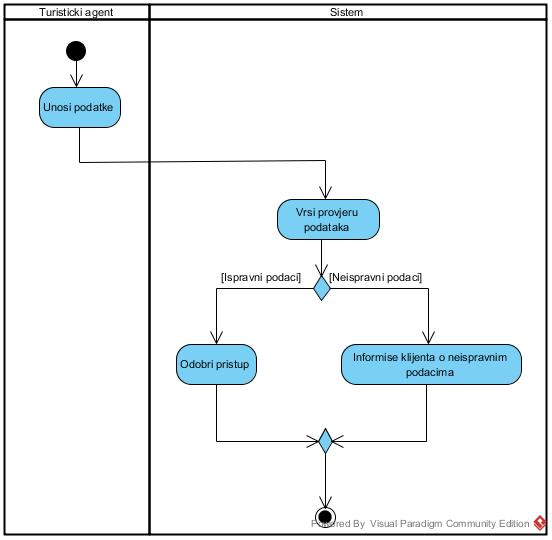 Turisticki agent
Sistem
Unosi podatke
Vrsi provjeru
podataka
[Ispravni podaci]
[Neispravni podaci]
Odobri pristup
Informise klijenta o neispravnim
podacima
Powered By Visual Paradigm Community Edition